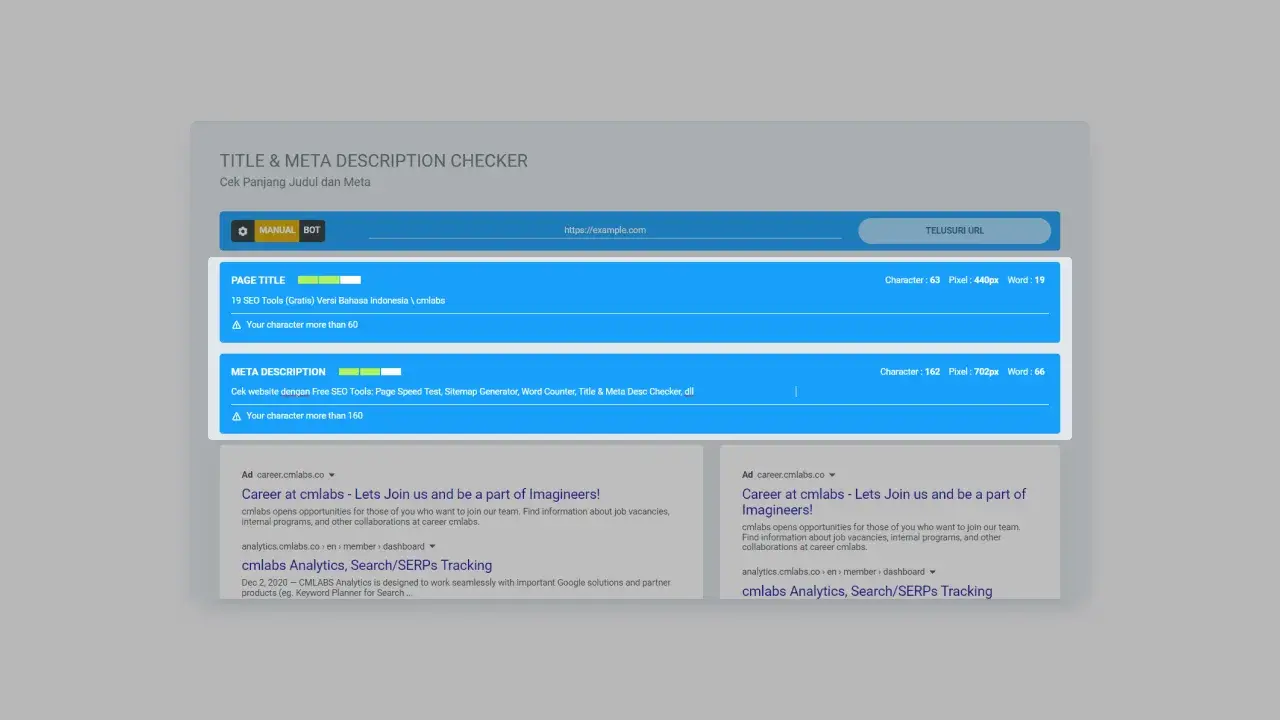 TITLE & META DESCRIPTION CHECKER
Cek Panjang Judul dan Meta
MANUAL BOT https://example.com TELUSURI URL
PAGE TITLE Character : 63 Pixel : 440px Word : 19
19 SEO Tools (Gratis) Versi Bahasa Indonesia \ cmlabs
Your character more than 60
META DESCRIPTION Character : 162 Pixel : 702px Word : 66
Cek website dengan Free SEO Tools: Page Speed Test, Sitemap Generator, Word Counter, Title & Meta Desc Checker, dll
Your character more than 160
Ad career.cmlabs.co
Career at cmlabs - Lets Join us and be a part of Imagineers!
cmlabs opens opportunities for those of you who want to join our team. Find information about job vacancies,
internal programs, and other collaborations at career cmlabs.
analytics.cmlabs.co › en › member › dashboard
cmlabs Analytics, Search/SERPs Tracking
Dec 2, 2020 — CMLABS Analytics is designed to work seamlessly with important Google solutions and partner
products (eg. Keyword Planner for Search ...
Ad career.cmlabs.co
Career at cmlabs - Lets Join us and be a part of
Imagineers!
cmlabs opens opportunities for those of you who want to join our team.
Find information about job vacancies, internal programs, and other
collaborations at career cmlabs.
analytics.cmlabs.co › en › member › dashboard
cmlabs Analytics, Search/SERPs Tracking